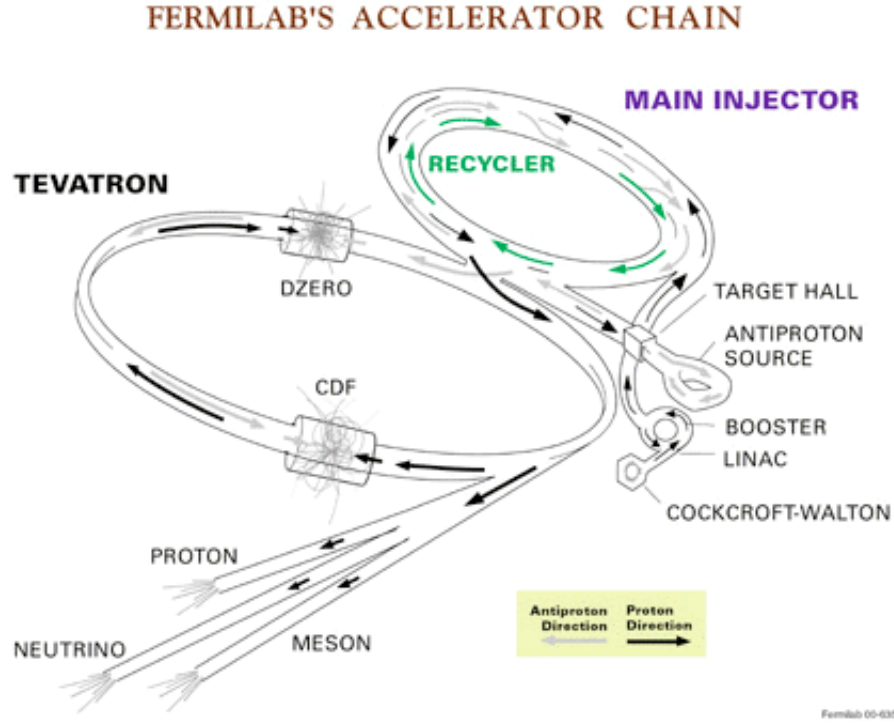 FERMILAB'S ACCELERATOR CHAIN
MAIN INJECTOR
RECYCLER
TEVATRON
DZERO
TARGET HALL
ANTIPROTON
SOURCE
CDF
BOOSTER
LINAC
COCKCROFT-WALTON
PROTON
NEUTRINO
MESON
Antiproton
Direction
Proton
Direction